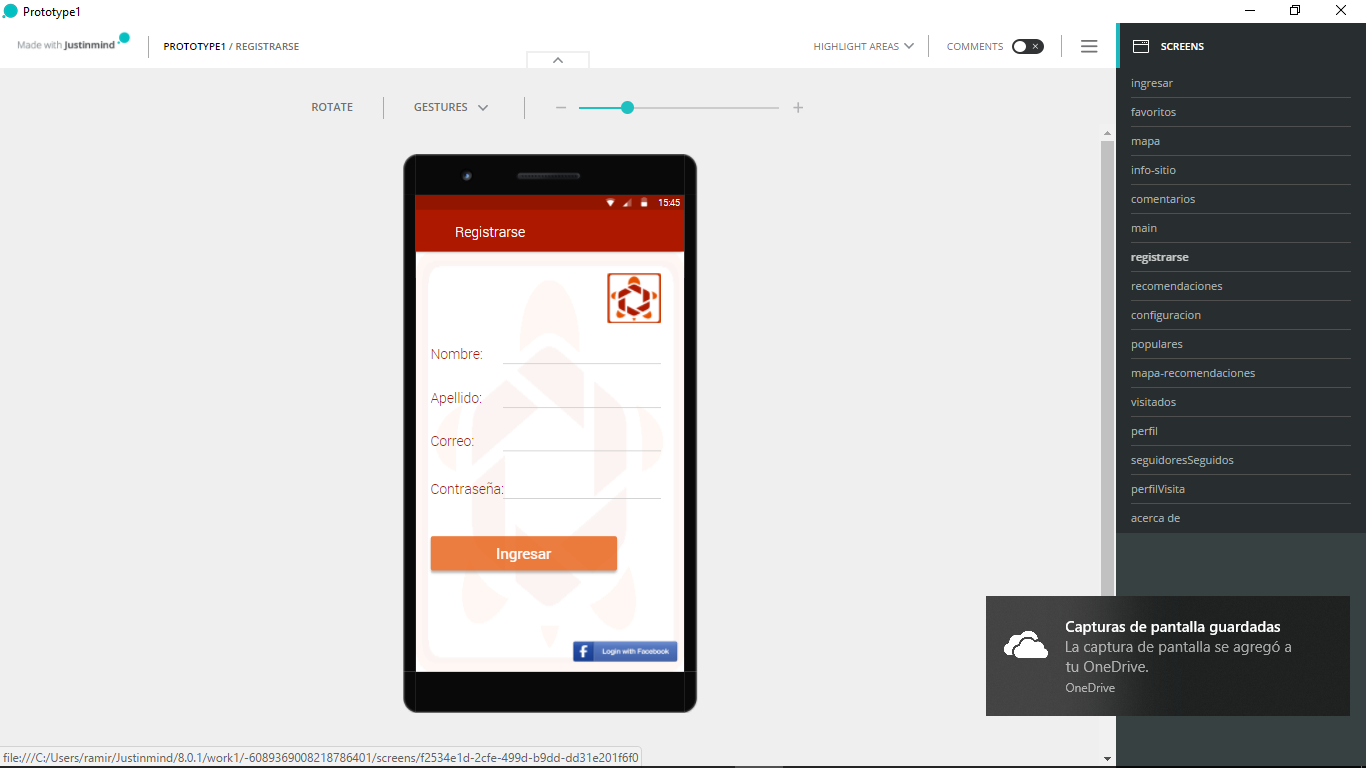 Prototype1
Made with Justinmind
PROTOTYPE1 / REGISTRARSE
HIGHLIGHT AREAS
COMMENTS
SCREENS
ROTATE
GESTURES
15:45
Registrarse
Nombre:
Apellido:
Correo:
Contraseña:
Ingresar
f Login with Facebook
ingresar
favoritos
mapa
info-sitio
comentarios
main
registrarse
recomendaciones
configuracion
populares
mapa-recomendaciones
visitados
perfil
seguidoresSeguidos
perfilVisita
acerca de
Capturas de pantalla guardadas
La captura de pantalla se agregó a
tu OneDrive.
OneDrive
file:///C:/Users/ramir/Justinmind/8.0.1/work1/-6089369008218786401/screens/f2534e1d-2cfe-499d-b9dd-dd31e201f6f0